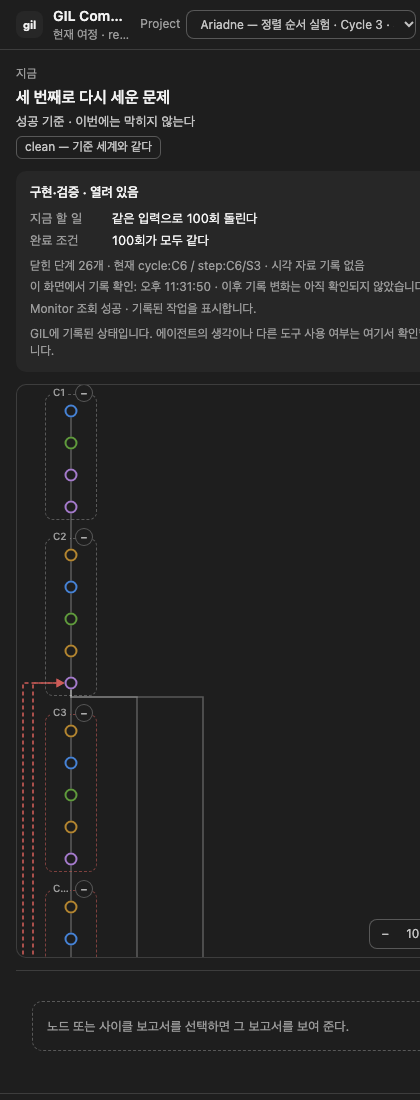 gil
GIL Com...
현재 여정 · re...
Project
Ariadne — 정렬 순서 실험 · Cycle 3 ·
지금
세 번째로 다시 세운 문제
성공 기준 · 이번에는 막히지 않는다
clean — 기준 세계와 같다
구현·검증 · 열려 있음
지금 할 일 같은 입력으로 100회 돌린다
완료 조건 100회가 모두 같다
닫힌 단계 26개 · 현재 cycle:C6 / step:C6/S3 · 시각 자료 기록 없음
이 화면에서 기록 확인: 오후 11:31:50 · 이후 기록 변화는 아직 확인되지 않았습니다
Monitor 조회 성공 · 기록된 작업을 표시합니다.
GIL에 기록된 상태입니다. 에이전트의 생각이나 다른 도구 사용 여부는 여기서 확인
니다.
C1 −
C2 −
C3 −
C... −
− 10
노드 또는 사이클 보고서를 선택하면 그 보고서를 보여 준다.